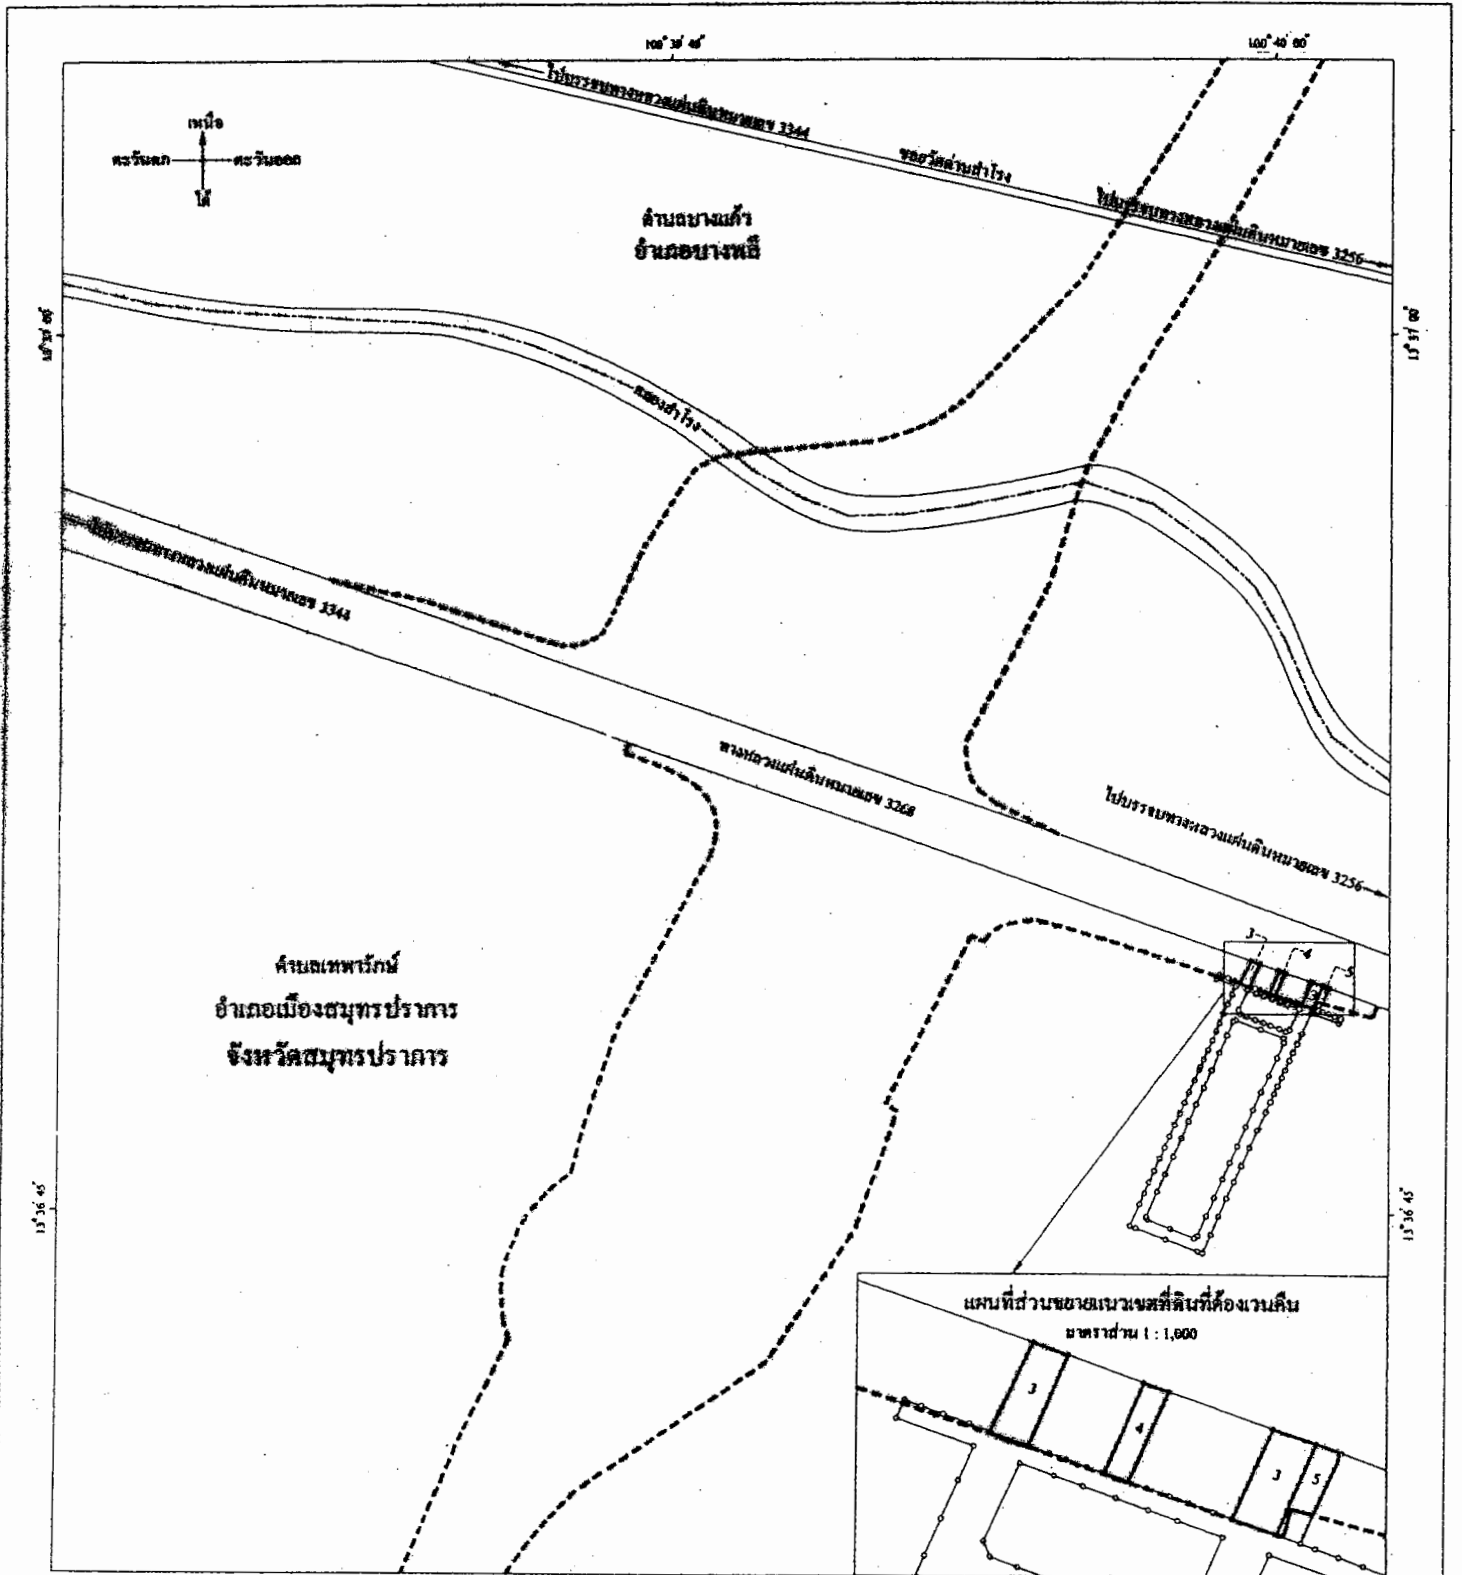 100° 40' 00"
ไปบรรจบทางหลวงแผ่นดินหมายเลข 3344
เหนือ
ตะวันตก
ตะวันออก
ใต้
ซอยวัดด่านสำโรง
ไปบรรจบทางหลวงแผ่นดินหมายเลข 3256
ตำบลบางแก้ว
อำเภอบางพลี
13° 37' 00"
คลองสำโรง
ไปบรรจบทางหลวงแผ่นดินหมายเลข 3344
ทางหลวงแผ่นดินหมายเลข 3268
ไปบรรจบทางหลวงแผ่นดินหมายเลข 3256
3
4
5
3
ตำบลเทพารักษ์
อำเภอเมืองสมุทรปราการ
จังหวัดสมุทรปราการ
13° 36' 45"
13° 36' 45"
แผนที่ส่วนขยายแนวเขตที่ดินที่ต้องเวนคืน
มาตราส่วน 1 : 1,000
3
4
3
5